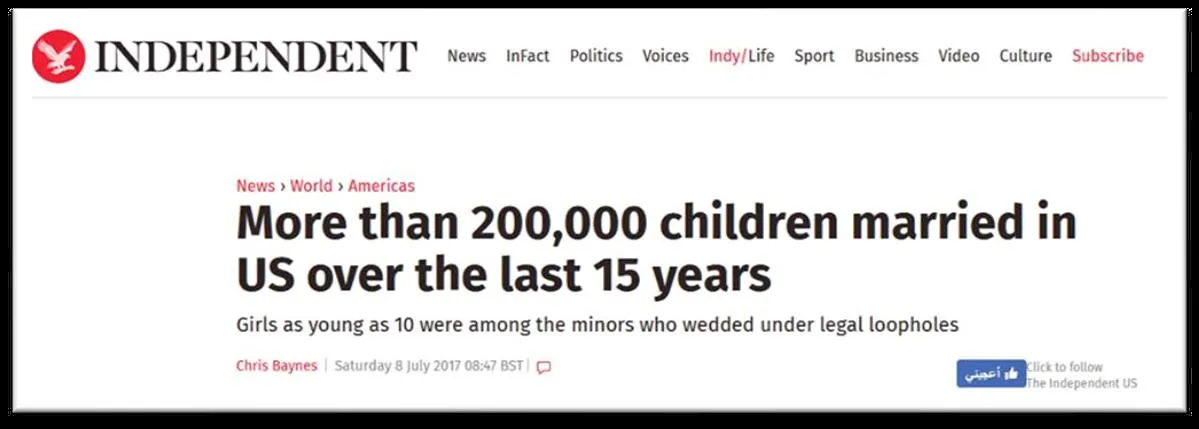 INDEPENDENT
News InFact Politics Voices Indy/Life Sport Business Video Culture Subscribe
News › World › Americas
More than 200,000 children married in
US over the last 15 years
Girls as young as 10 were among the minors who wedded under legal loopholes
Chris Baynes | Saturday 8 July 2017 08:47 BST |
أعجبني
Click to follow
The Independent US